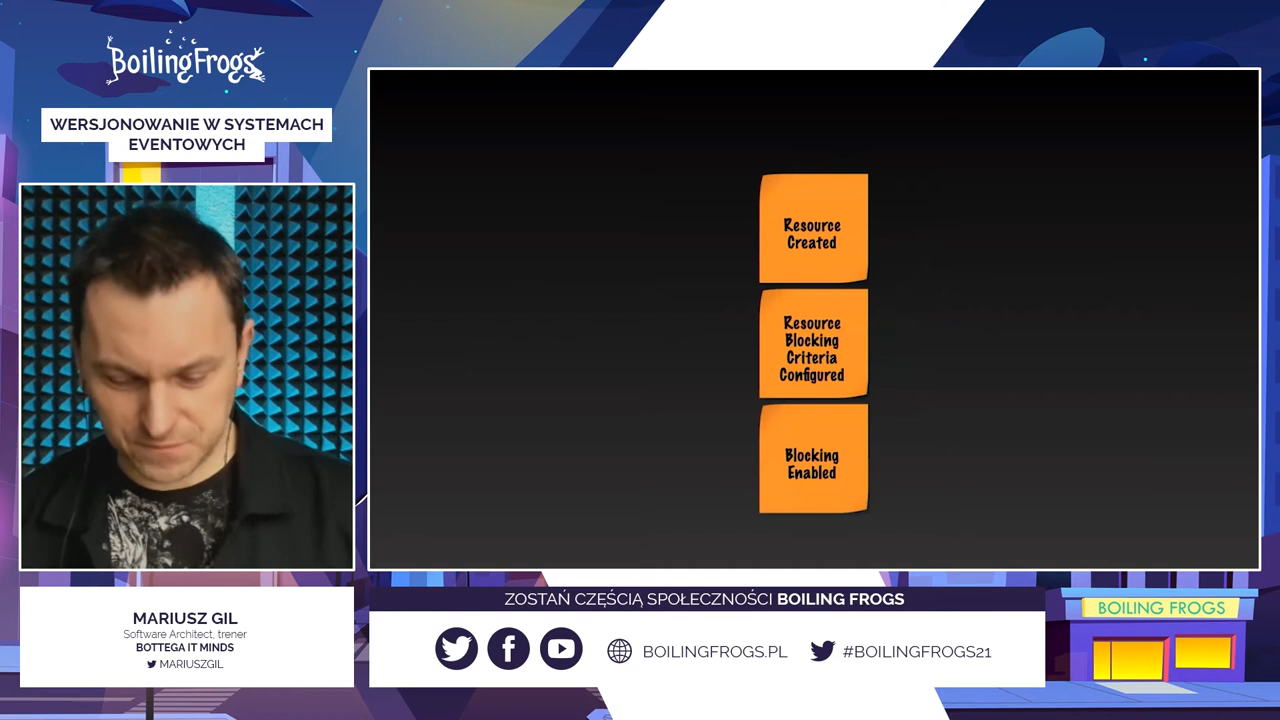 BoilingFrogs
WERSJONOWANIE W SYSTEMACH
EVENTOWYCH
Resource
Created
Resource
Blocking
Criteria
Configured
Blocking
Enabled
MARIUSZ GIL
Software Architect, trener
BOTTEGA IT MINDS
MARIUSZGIL
ZOSTAŃ CZĘŚCIĄ SPOŁECZNOŚCI BOILING FROGS
BOILINGFROGS.PL
#BOILINGFROGS21
BOILING FROGS